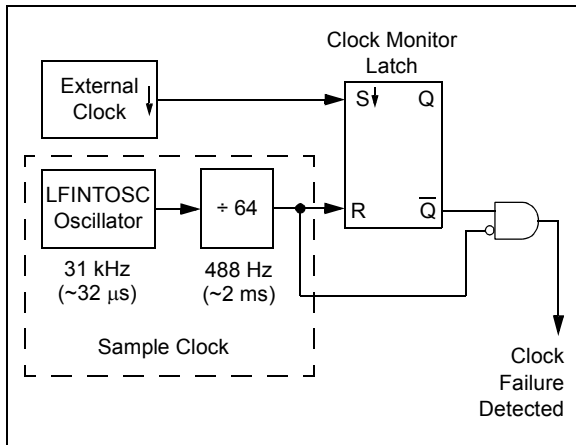 Clock Monitor
Latch
External
Clock
S
Q
LFINTOSC
Oscillator
÷ 64
R
Q̅
31 kHz
(~32 μs)
488 Hz
(~2 ms)
Sample Clock
Clock
Failure
Detected